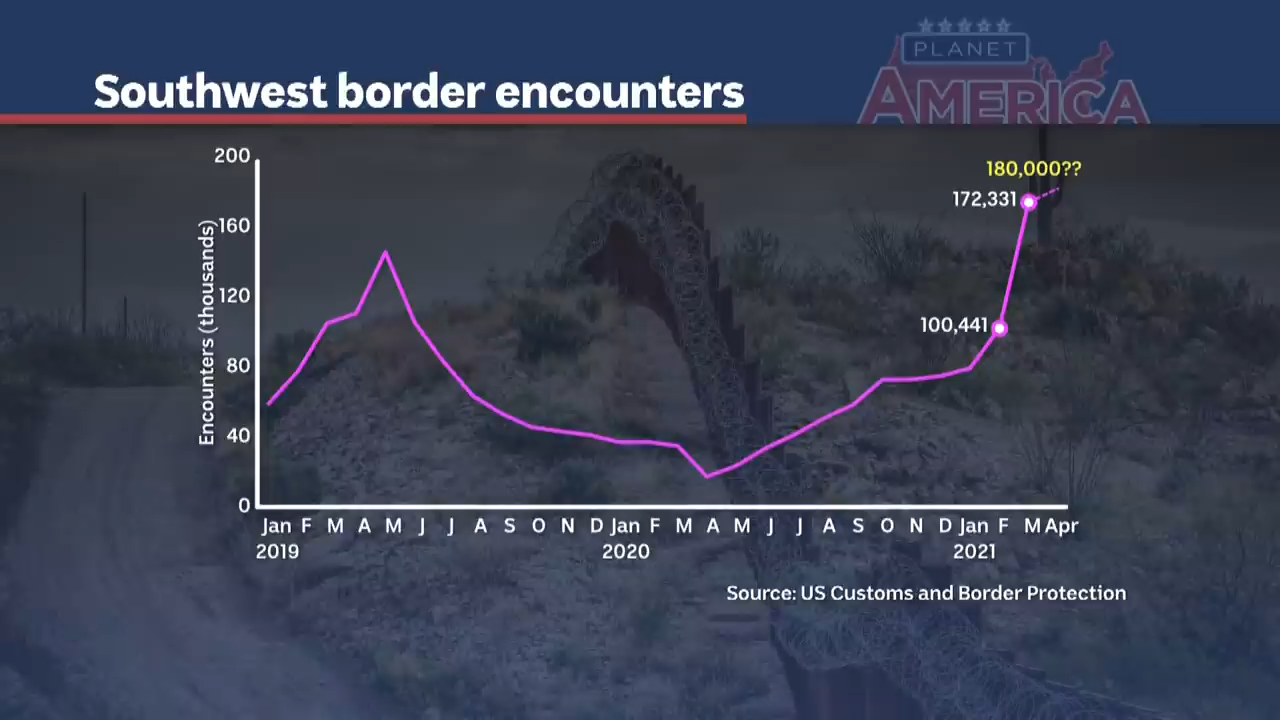 PLANET
AMERICA
Southwest border encounters
Encounters (thousands)
200
160
120
80
40
0
180,000??
172,331
100,441
Jan F M A M J J A S O N D Jan F M A M J J A S O N D Jan F M Apr
2019 2020 2021
Source: US Customs and Border Protection